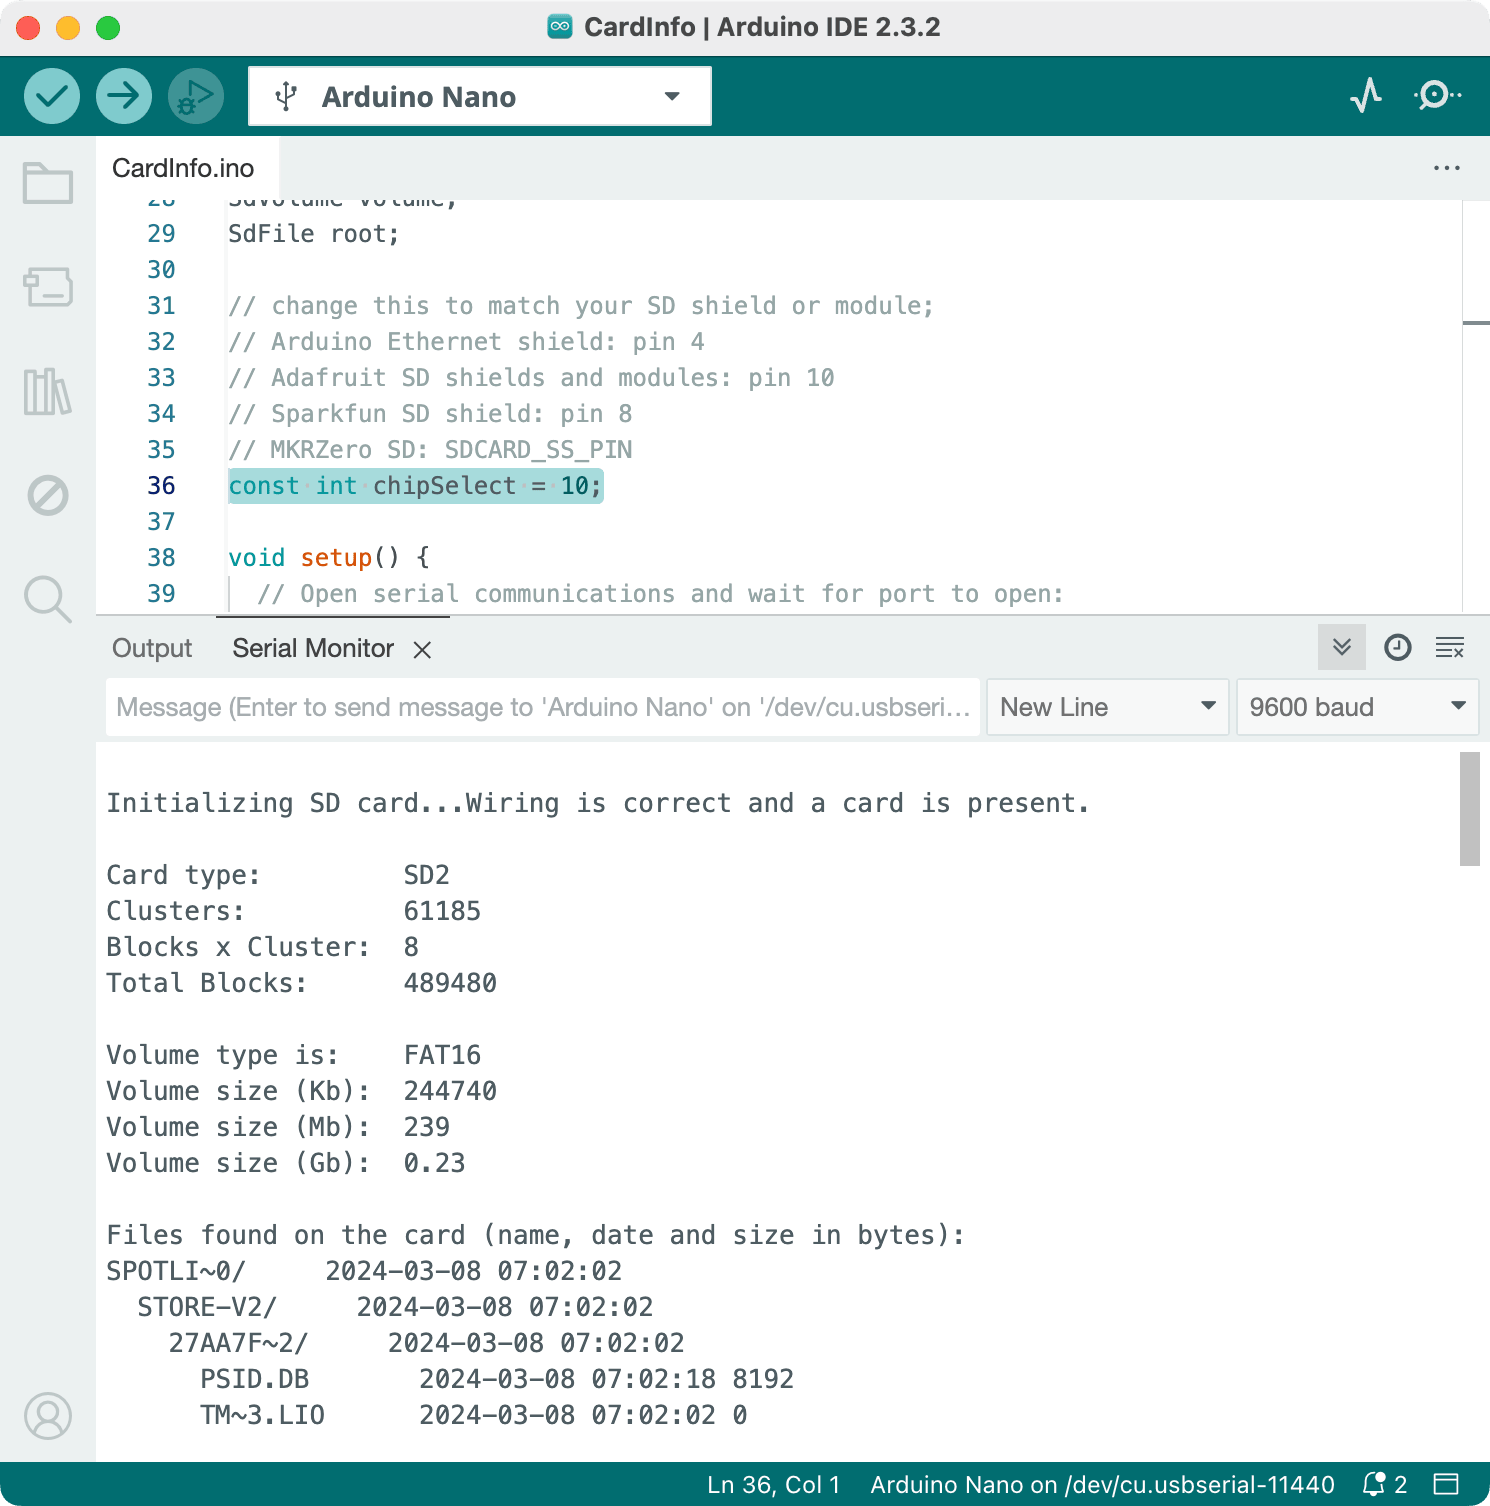 CardInfo | Arduino IDE 2.3.2
Arduino Nano
CardInfo.ino
28 SdVolume volume;
29 SdFile root;
30
31 // change this to match your SD shield or module;
32 // Arduino Ethernet shield: pin 4
33 // Adafruit SD shields and modules: pin 10
34 // Sparkfun SD shield: pin 8
35 // MKRZero SD: SDCARD_SS_PIN
36 const int chipSelect = 10;
37
38 void setup() {
39 // Open serial communications and wait for port to open:
Output Serial Monitor
Message (Enter to send message to 'Arduino Nano' on '/dev/cu.usbseri... New Line 9600 baud
Initializing SD card...Wiring is correct and a card is present.
Card type: SD2
Clusters: 61185
Blocks x Cluster: 8
Total Blocks: 489480
Volume type is: FAT16
Volume size (Kb): 244740
Volume size (Mb): 239
Volume size (Gb): 0.23
Files found on the card (name, date and size in bytes):
SPOTLI~0/ 2024-03-08 07:02:02
STORE-V2/ 2024-03-08 07:02:02
27AA7F~2/ 2024-03-08 07:02:02
PSID.DB 2024-03-08 07:02:18 8192
TM~3.LIO 2024-03-08 07:02:02 0
Ln 36, Col 1 Arduino Nano on /dev/cu.usbserial-11440 2